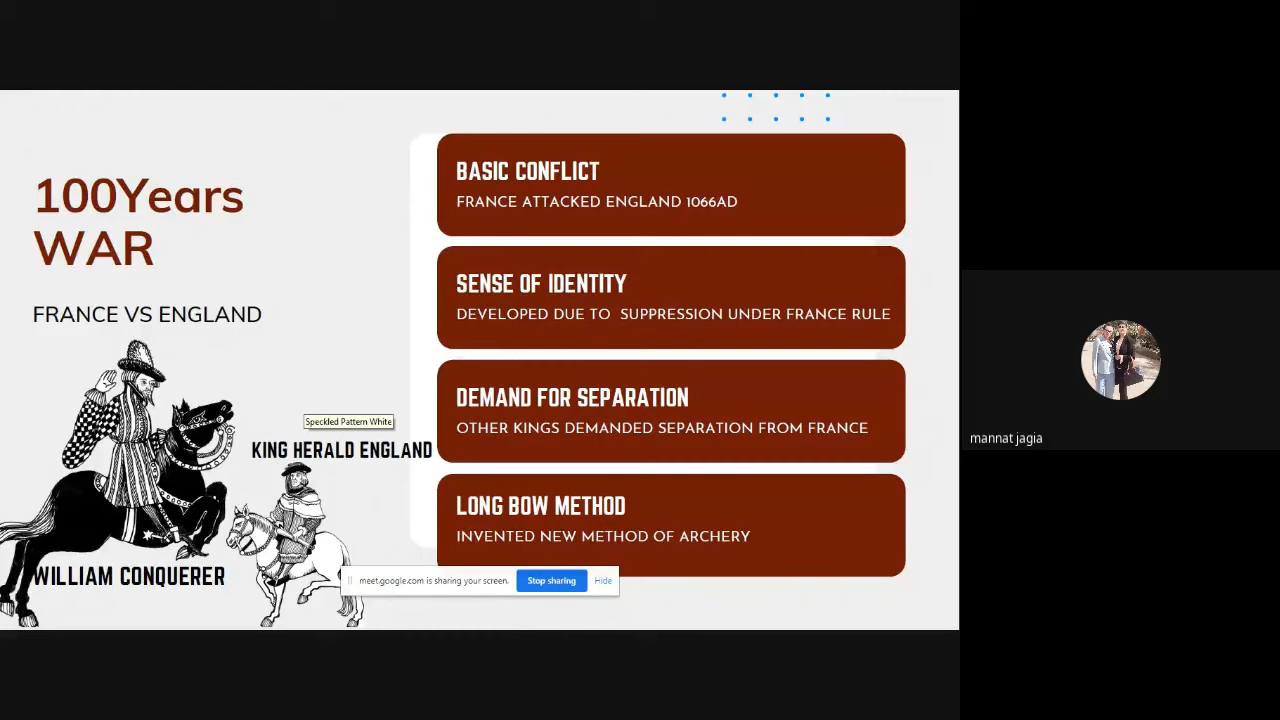 100Years
WAR
FRANCE VS ENGLAND
BASIC CONFLICT
FRANCE ATTACKED ENGLAND 1066AD
SENSE OF IDENTITY
DEVELOPED DUE TO SUPPRESSION UNDER FRANCE RULE
DEMAND FOR SEPARATION
OTHER KINGS DEMANDED SEPARATION FROM FRANCE
LONG BOW METHOD
INVENTED NEW METHOD OF ARCHERY
Speckled Pattern White
KING HERALD ENGLAND
WILLIAM CONQUERER
meet.google.com is sharing your screen. Stop sharing Hide
mannat jagia